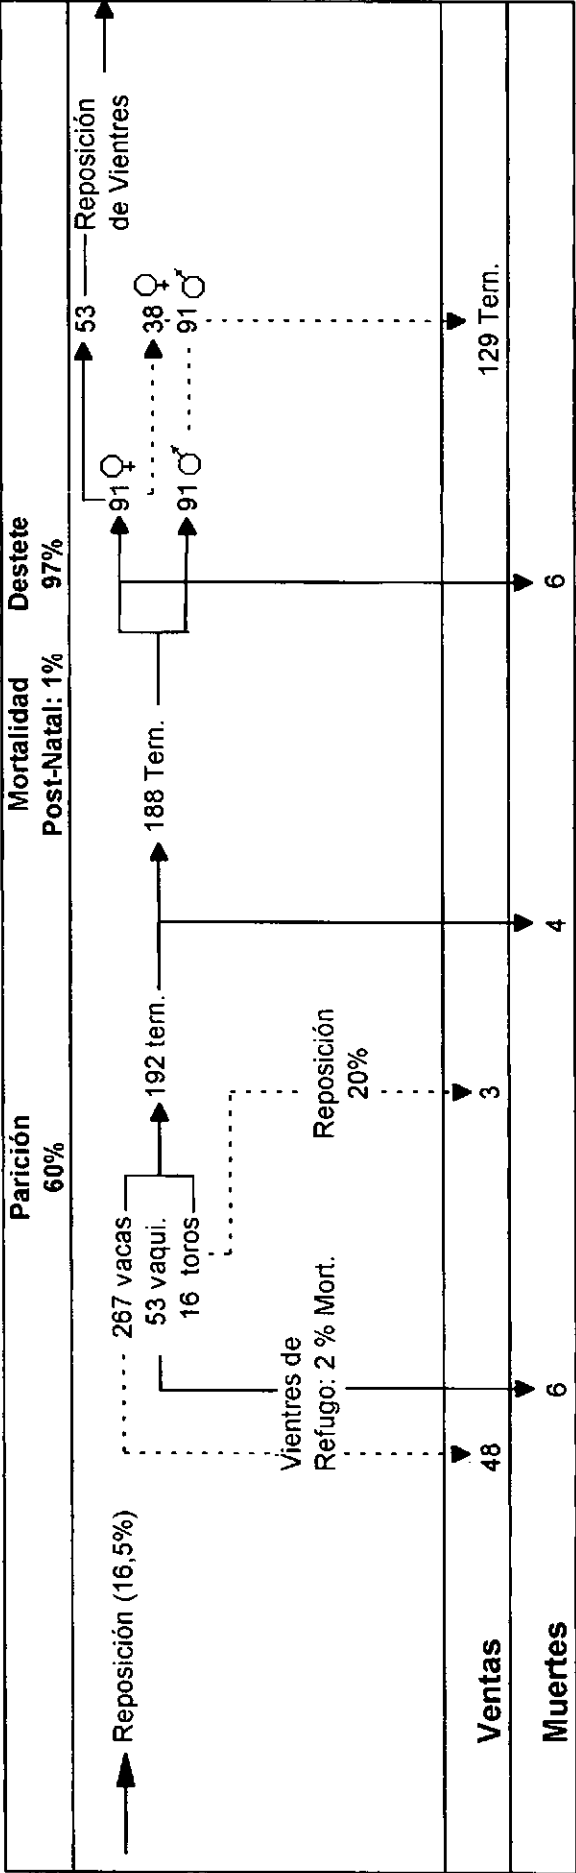 Parición
60%
Mortalidad
Post-Natal: 1%
Destete
97%
Reposición (16,5%)
267 vacas
53 vaqui.
16 toros
192 tern.
188 Tern.
91 ♀
91 ♂
53
Reposición
de Vientres
38 ♀
91 ♂
Vientres de
Refugo: 2 % Mort.
Reposición
20%
Ventas
48
3
129 Tern.
Muertes
6
4
6